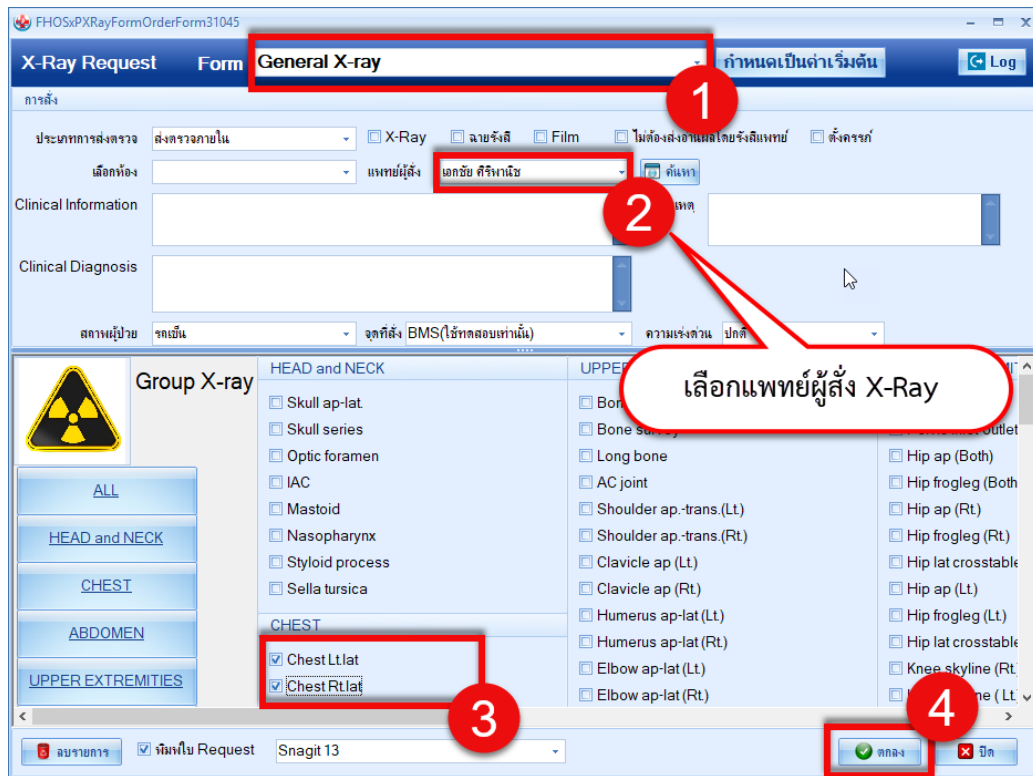 FHOSxPXRayFormOrderForm31045
X-Ray Request Form General X-ray กำหนดเป็นค่าเริ่มต้น Log
1
การสั่ง
ประเภทการส่งตรวจ ส่งตรวจภายใน X-Ray ฉายรังสี Film ไม่ต้องส่งอ่านผลโดยรังสีแพทย์ ตั้งครรภ์
เลือกห้อง แพทย์ผู้สั่ง เอกชัย ศิริพานิช ค้นหา
Clinical Information
2
Clinical Diagnosis
สภาพผู้ป่วย รถเข็น จุดที่สั่ง BMS(ใช้ทดสอบเท่านั้น) ความเร่งด่วน ปกติ
เลือกแพทย์ผู้สั่ง X-Ray
Group X-ray
ALL
HEAD and NECK
CHEST
ABDOMEN
UPPER EXTREMITIES
HEAD and NECK
Skull ap-lat.
Skull series
Optic foramen
IAC
Mastoid
Nasopharynx
Styloid process
Sella tursica
CHEST
Chest Lt.lat
Chest Rt.lat
3
UPPER
Bone
Long bone
AC joint
Shoulder ap.-trans.(Lt.)
Shoulder ap.-trans.(Rt.)
Clavicle ap (Lt.)
Clavicle ap (Rt.)
Humerus ap-lat (Lt.)
Humerus ap-lat (Rt.)
Elbow ap-lat (Lt.)
Elbow ap-lat (Rt.)
outlet
Hip ap (Both)
Hip frogleg (Both
Hip ap (Rt.)
Hip frogleg (Rt.)
Hip lat crosstable
Hip ap (Lt.)
Hip frogleg (Lt.)
Hip lat crosstable
Knee skyline (Rt.
ne ( Lt.
4
ลบรายการ พิมพ์ใบ Request Snagit 13 ตกลง ปิด